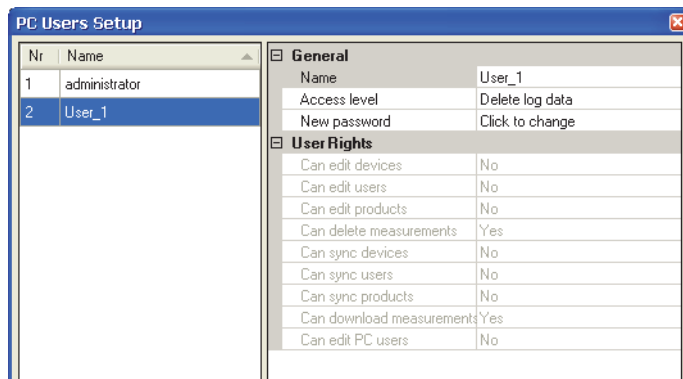 PC Users Setup
Nr Name
1 administrator
2 User_1
General
Name User_1
Access level Delete log data
New password Click to change
User Rights
Can edit devices No
Can edit users No
Can edit products No
Can delete measurements Yes
Can sync devices No
Can sync users No
Can sync products No
Can download measurements Yes
Can edit PC users No